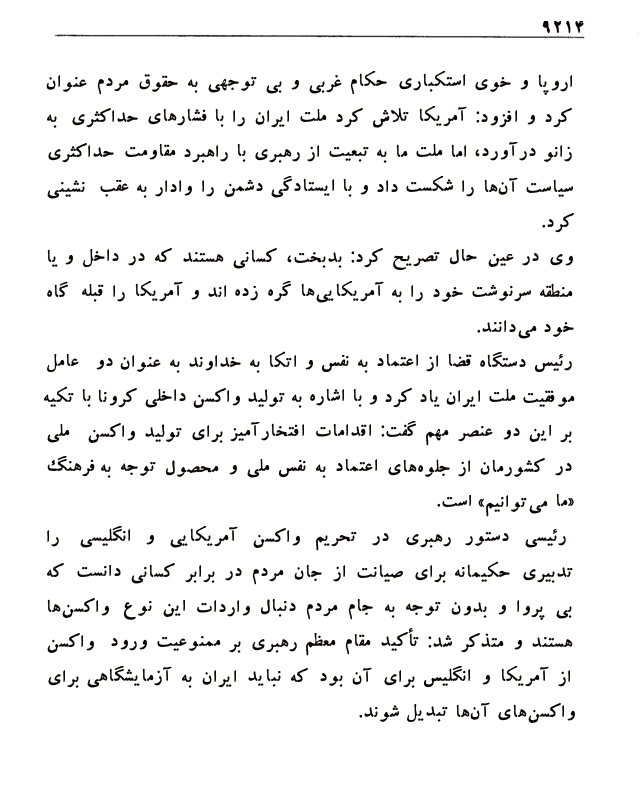 ۹۲۱۴
اروپا و خوی استکباری حکام غربی و بی توجهی به حقوق مردم عنوان
کرد و افزود: آمریکا تلاش کرد ملت ایران را با فشارهای حداکثری به
زانو درآورد، اما ملت ما به تبعیت از رهبری با راهبرد مقاومت حداکثری
سیاست آن‌ها را شکست داد و با ایستادگی دشمن را وادار به عقب نشینی
کرد.
وی در عین حال تصریح کرد: بدبخت، کسانی هستند که در داخل و یا
منطقه سرنوشت خود را به آمریکایی‌ها گره زده اند و آمریکا را قبله گاه
خود می‌دانند.
رئیس دستگاه قضا از اعتماد به نفس و اتکا به خداوند به عنوان دو عامل
موفقیت ملت ایران یاد کرد و با اشاره به تولید واکسن داخلی کرونا با تکیه
بر این دو عنصر مهم گفت: اقدامات افتخارآمیز برای تولید واکسن ملی
در کشورمان از جلوه‌های اعتماد به نفس ملی و محصول توجه به فرهنگ
«ما می‌توانیم» است.
رئیسی دستور رهبری در تحریم واکسن آمریکایی و انگلیسی را
تدبیری حکیمانه برای صیانت از جان مردم در برابر کسانی دانست که
بی پروا و بدون توجه به جام مردم دنبال واردات این نوع واکسن‌ها
هستند و متذکر شد: تأکید مقام معظم رهبری بر ممنوعیت ورود واکسن
از آمریکا و انگلیس برای آن بود که نباید ایران به آزمایشگاهی برای
واکسن‌های آن‌ها تبدیل شوند.